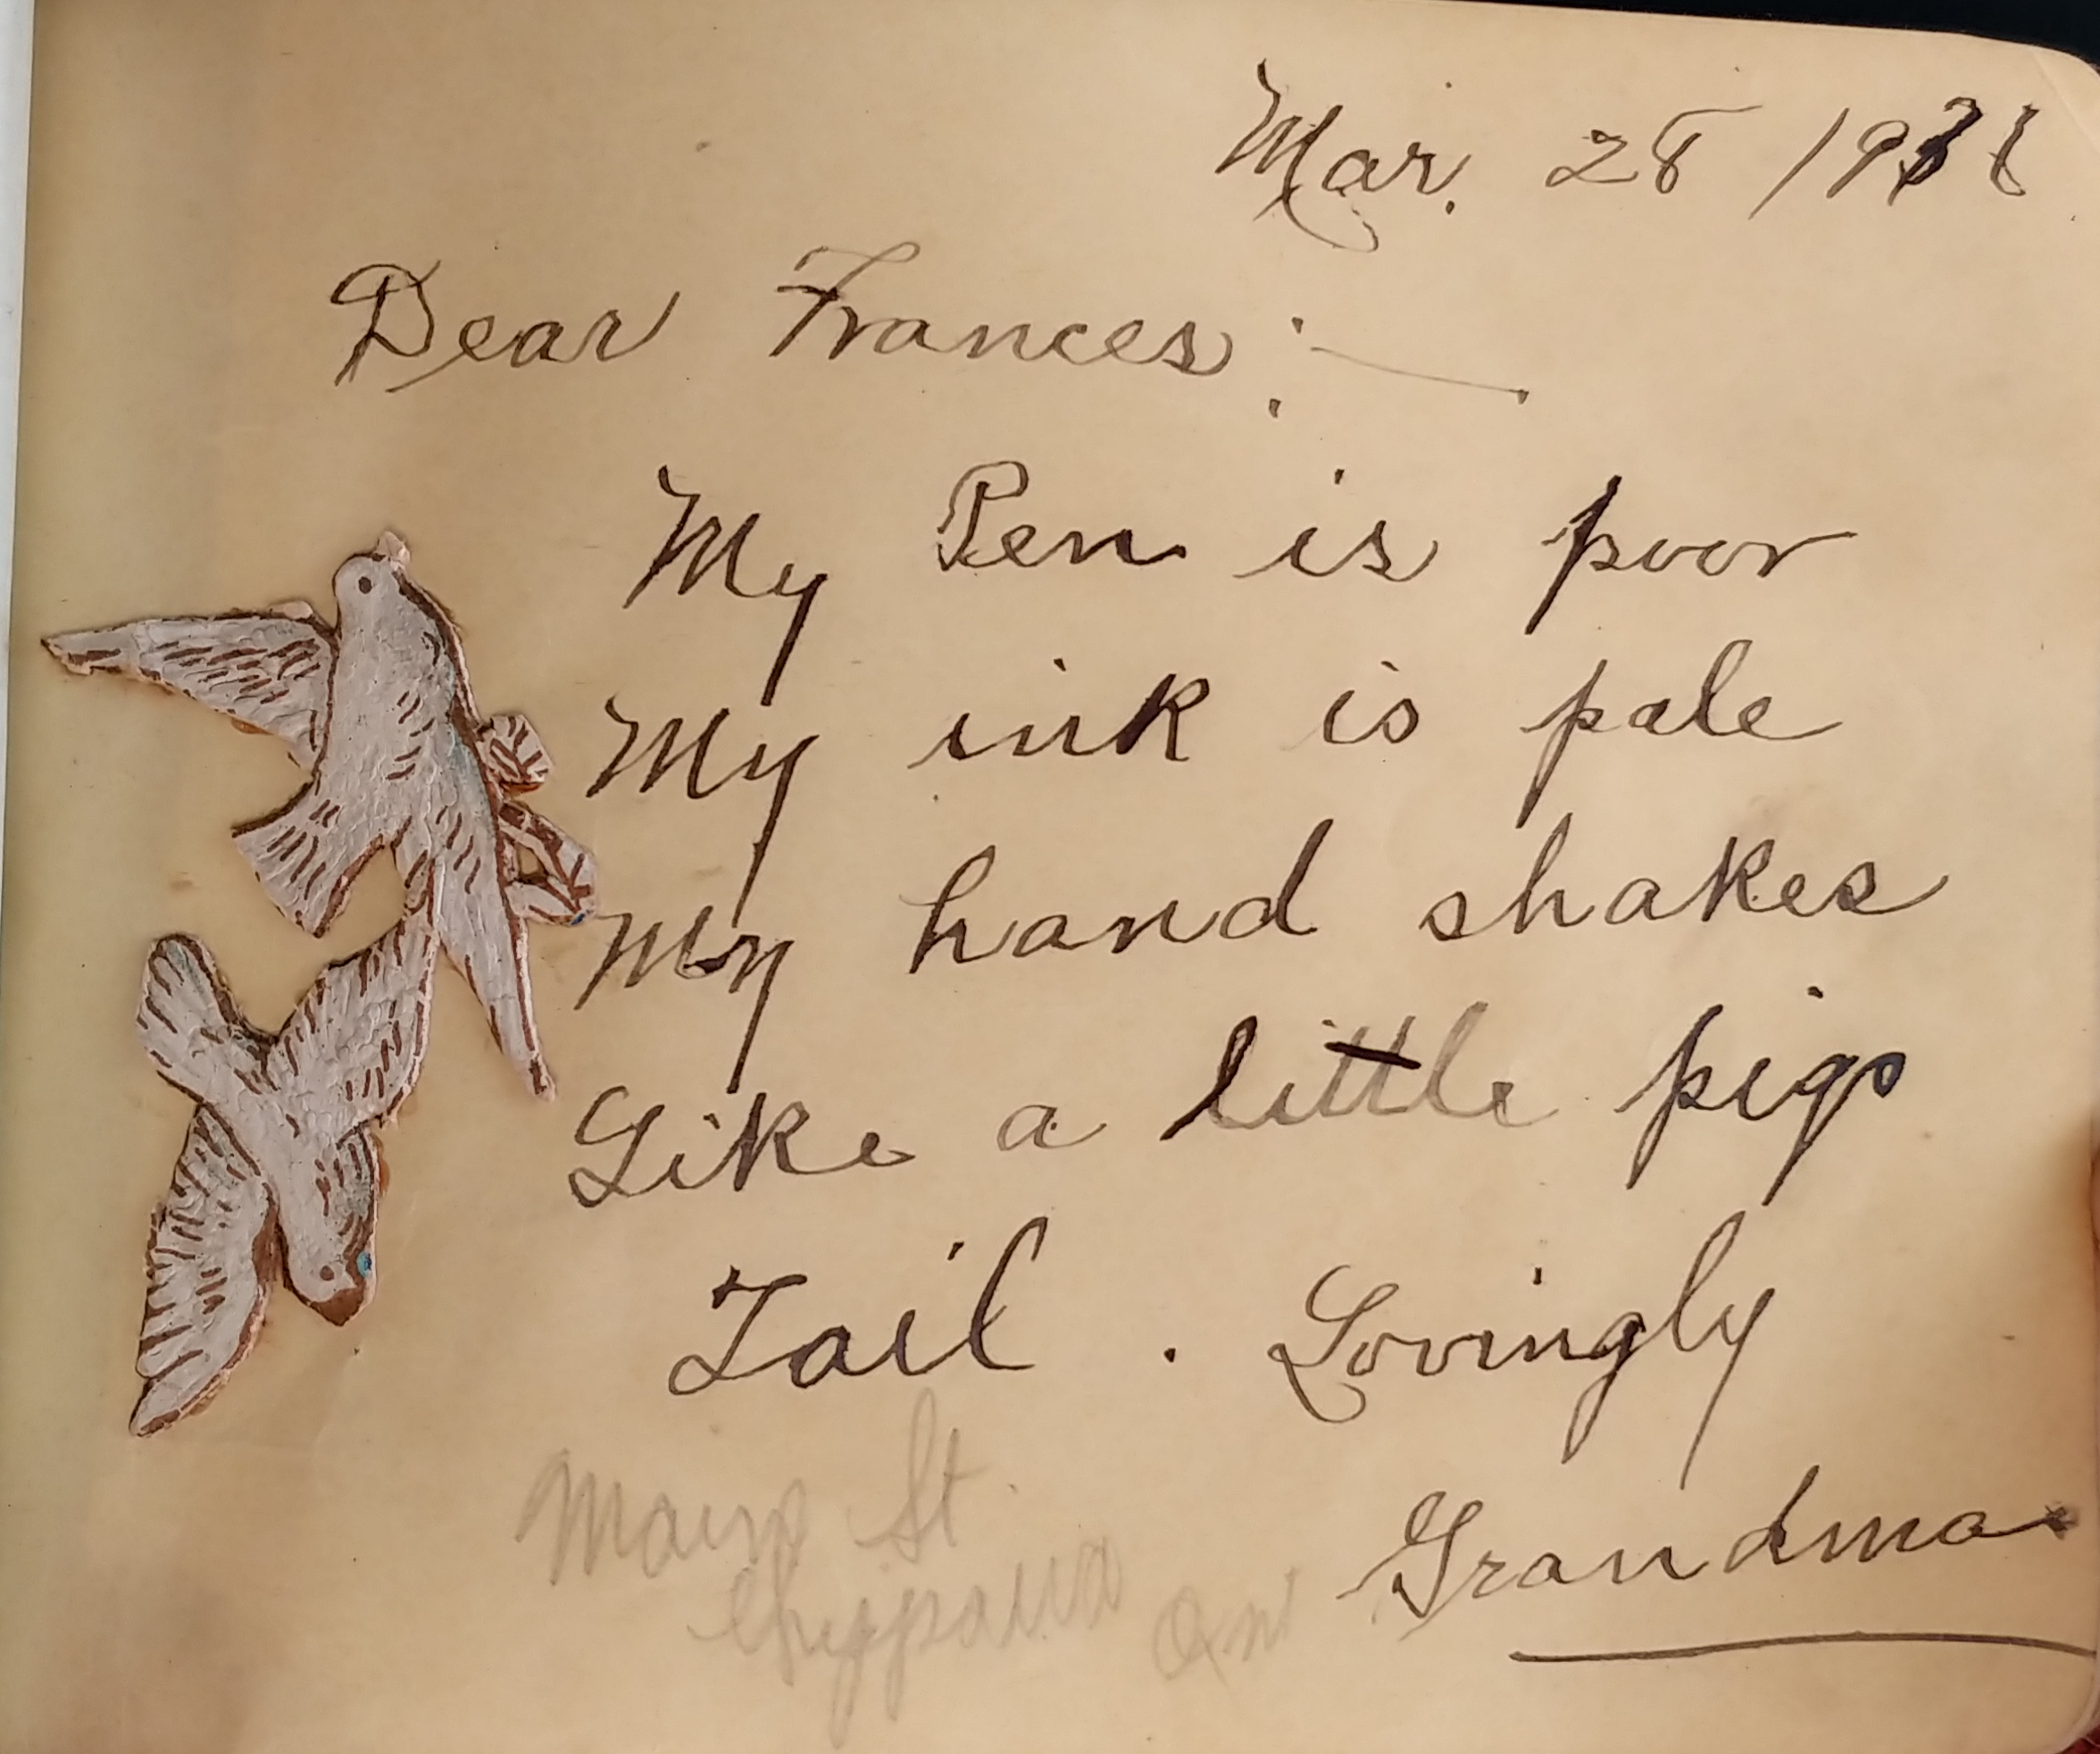 Mar. 28 1931
Dear Frances :—
My Pen is poor
My ink is pale
My hand shakes
Like a little pigs
Tail . Lovingly
Grandma
Main St.
Chippawa Ont